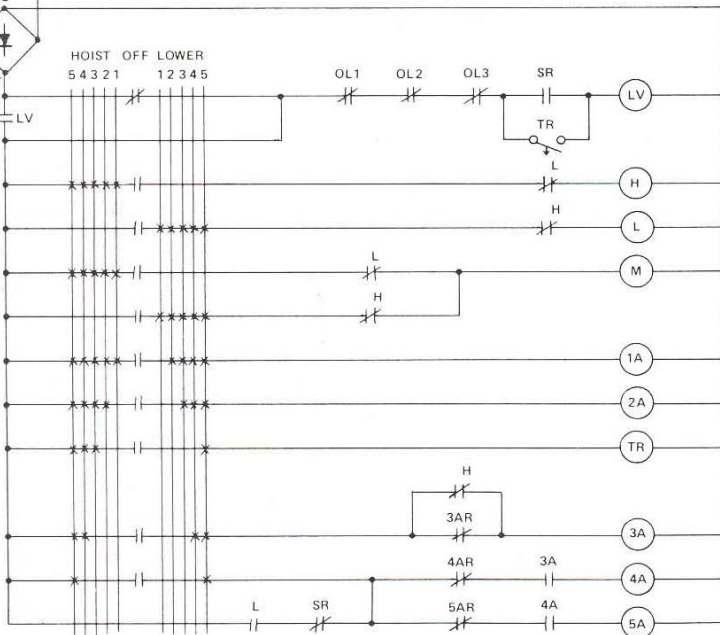 HOIST OFF LOWER
5 4 3 2 1 1 2 3 4 5
OL1 OL2 OL3 SR
LV
LV
TR
L
H
H
L
L
M
H
1A
2A
TR
H
3AR
3A
4AR 3A
4A
L SR 5AR 4A
5A